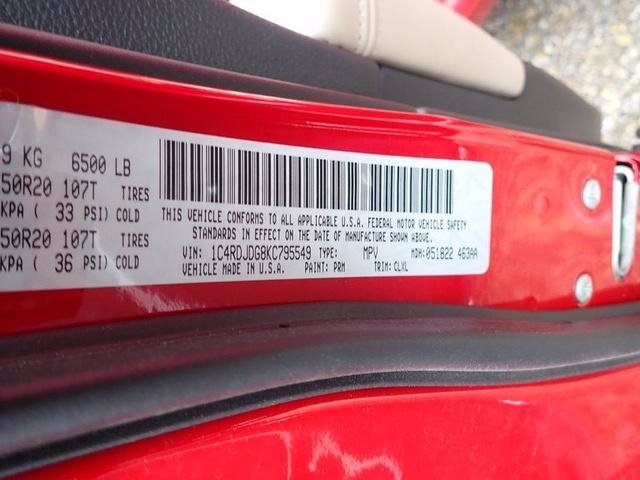 9 KG 6500 LB
50R20 107T TIRES
KPA ( 33 PSI) COLD
50R20 107T TIRES
KPA ( 36 PSI) COLD
THIS VEHICLE CONFORMS TO ALL APPLICABLE U.S.A. FEDERAL MOTOR VEHICLE SAFETY
STANDARDS IN EFFECT ON THE DATE OF MANUFACTURE SHOWN ABOVE.
VIN: 1C4RDJDG8KC795549 TYPE: MPV MDH:051822 463AA
VEHICLE MADE IN U.S.A. PAINT: PRM TRIM: CLXL